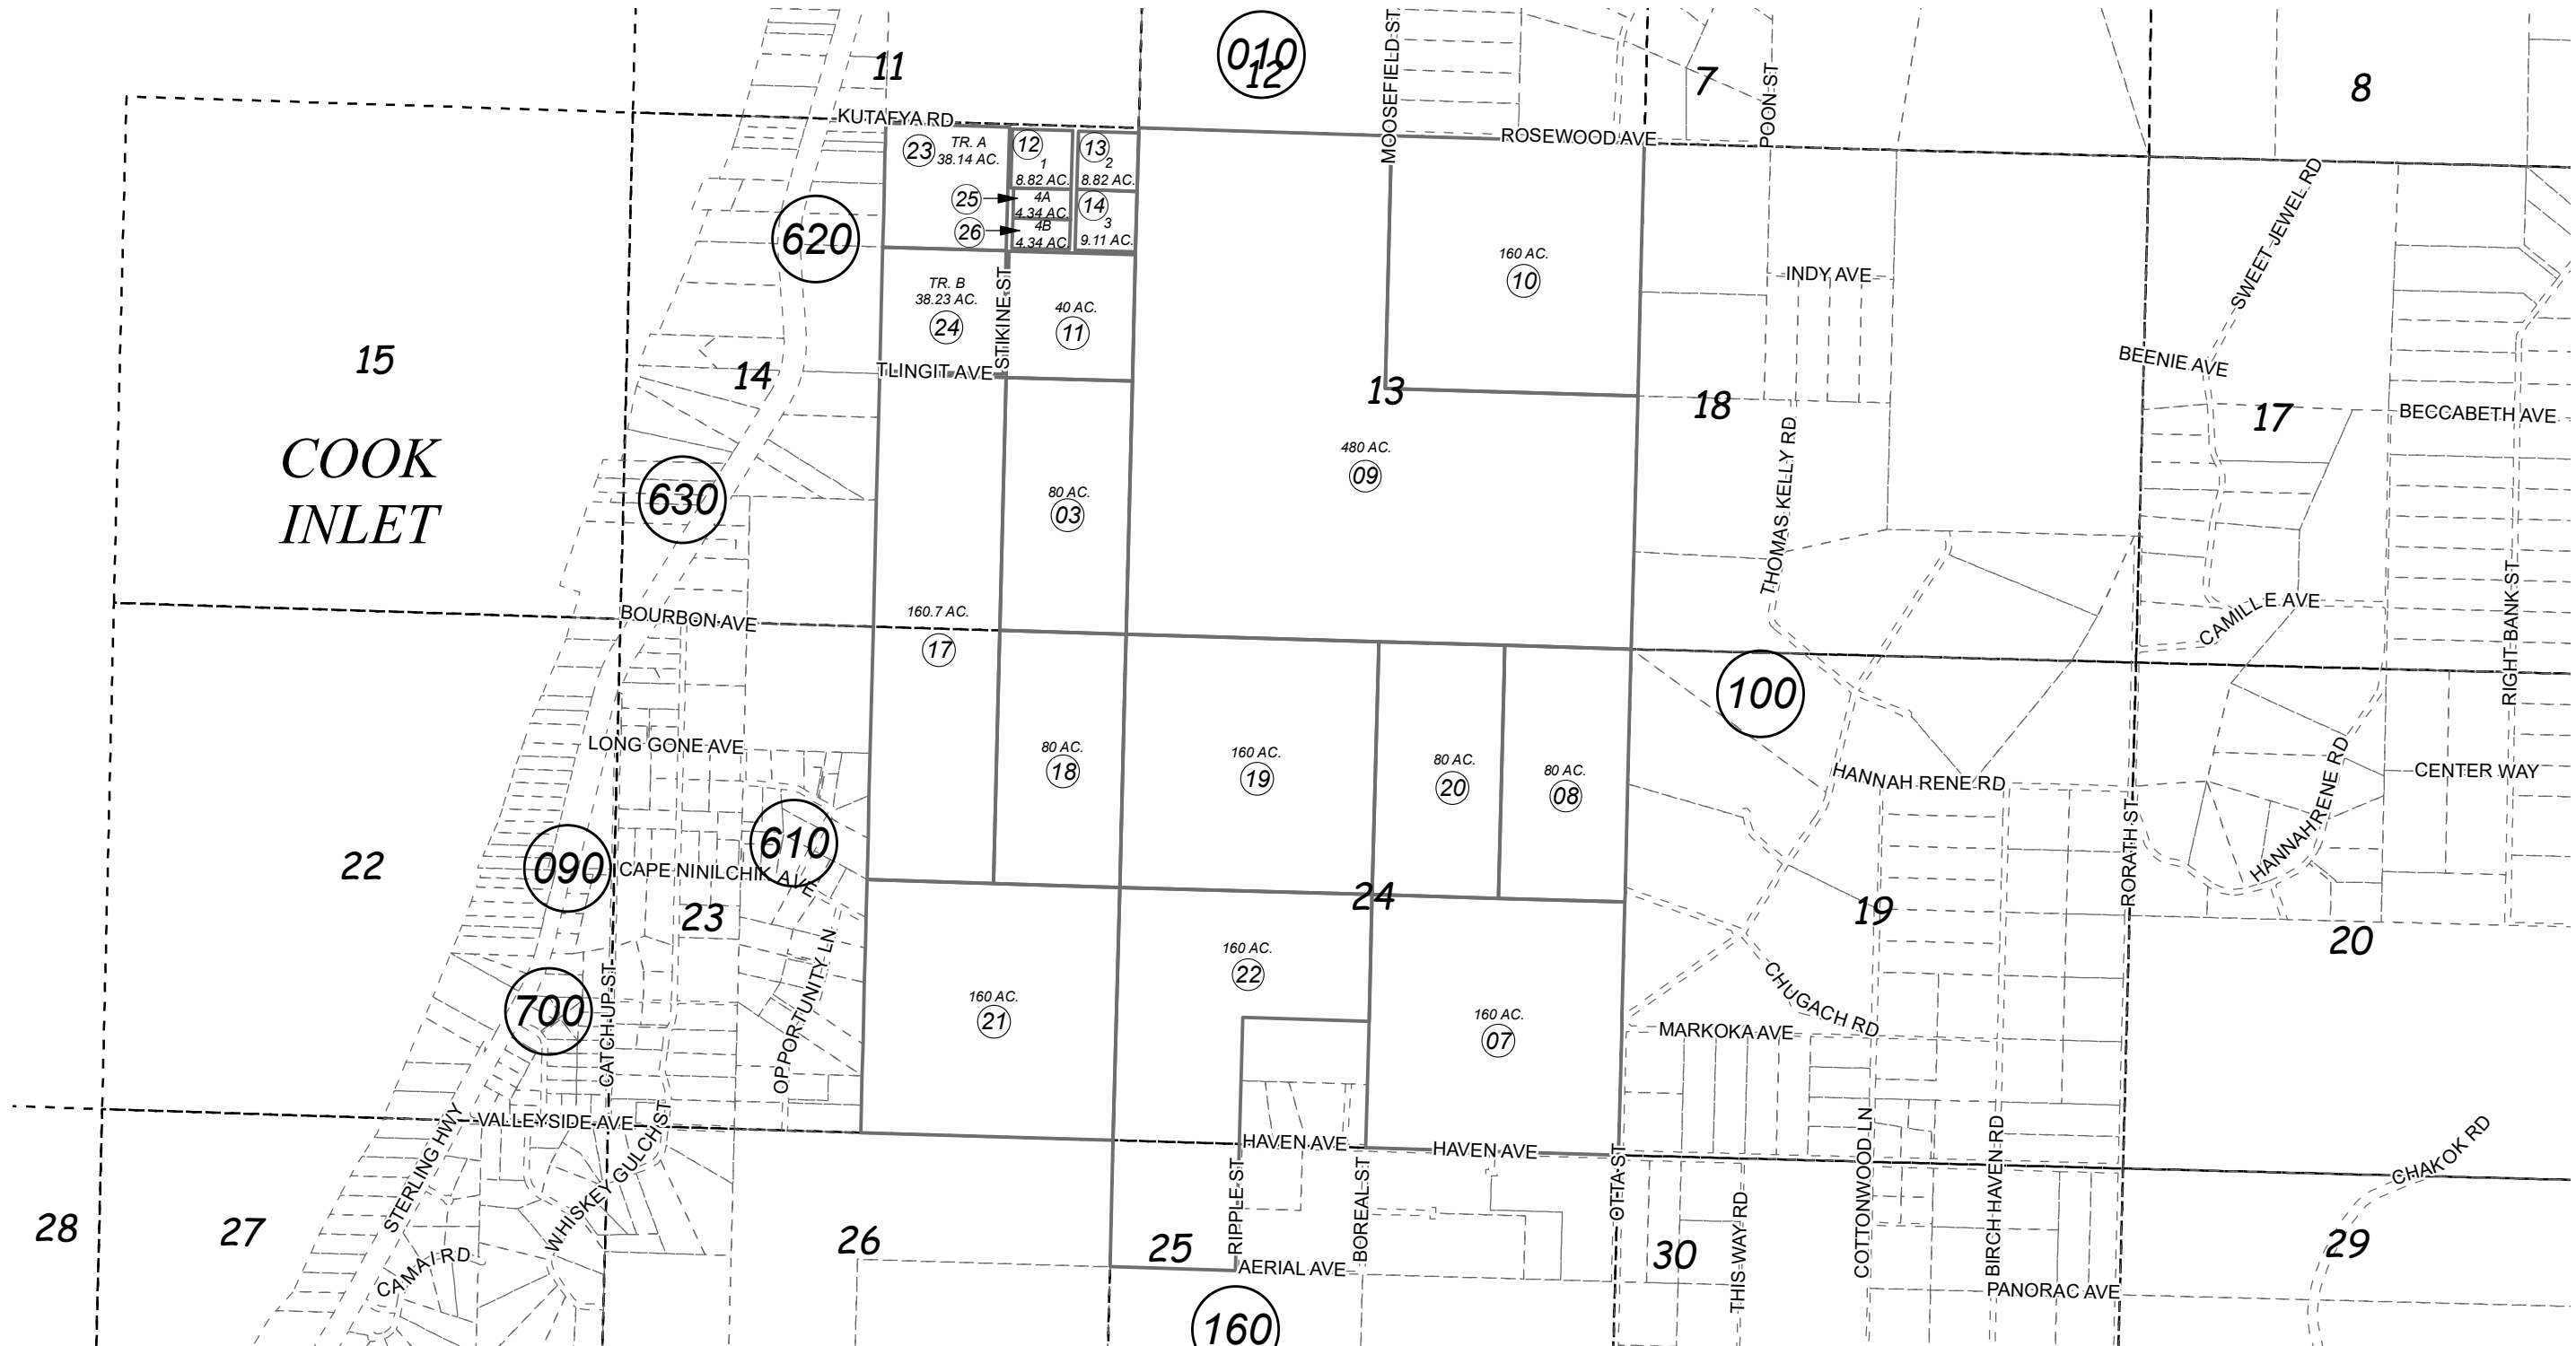 11
010
12
MOOSEFIELD ST
7
POON ST
8
KUTAFYA RD
ROSEWOOD AVE
23
TR. A
38.14 AC.
12
1
8.82 AC.
13
2
8.82 AC.
25
4A
4.34 AC.
14
3
9.11 AC.
26
4B
4.34 AC.
620
SWEET JEWEL RD
160 AC.
10
INDY AVE
TR. B
38.23 AC.
24
STIKINE ST
40 AC.
11
15
14
TLINGIT AVE
13
18
BEENIE AVE
17
BECCABETH AVE
COOK
INLET
480 AC.
09
THOMAS KELLY RD
630
80 AC.
03
BOURBON AVE
160.7 AC.
17
CAMILLE AVE
RIGHT BANK ST
100
LONG GONE AVE
80 AC.
18
160 AC.
19
80 AC.
20
80 AC.
08
HANNAH RENE RD
HANNAH RENE RD
CENTER WAY
610
22
090
CAPE NINILCHIK AVE
23
24
19
RORATH ST
20
OPPORTUNITY LN
160 AC.
22
700
CATCH UP ST
160 AC.
21
160 AC.
07
CHUGACH RD
MARKOKA AVE
STERLING HWY
VALLEYSIDE AVE
WHISKEY GULCH ST
HAVEN AVE
HAVEN AVE
COTTONWOOD LN
BIRCH HAVEN RD
CHAKOK RD
28
27
CAMAI RD
26
25
RIPPLE ST
BOREAL ST
OTTA ST
30
THIS WAY RD
29
AERIAL AVE
PANORAC AVE
160